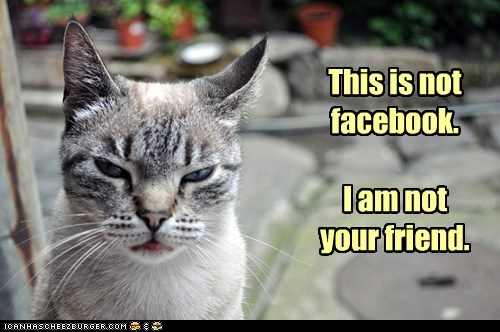 This is not
facebook.
I am not
your friend.
ICANHASCHEEZBURGER.COM